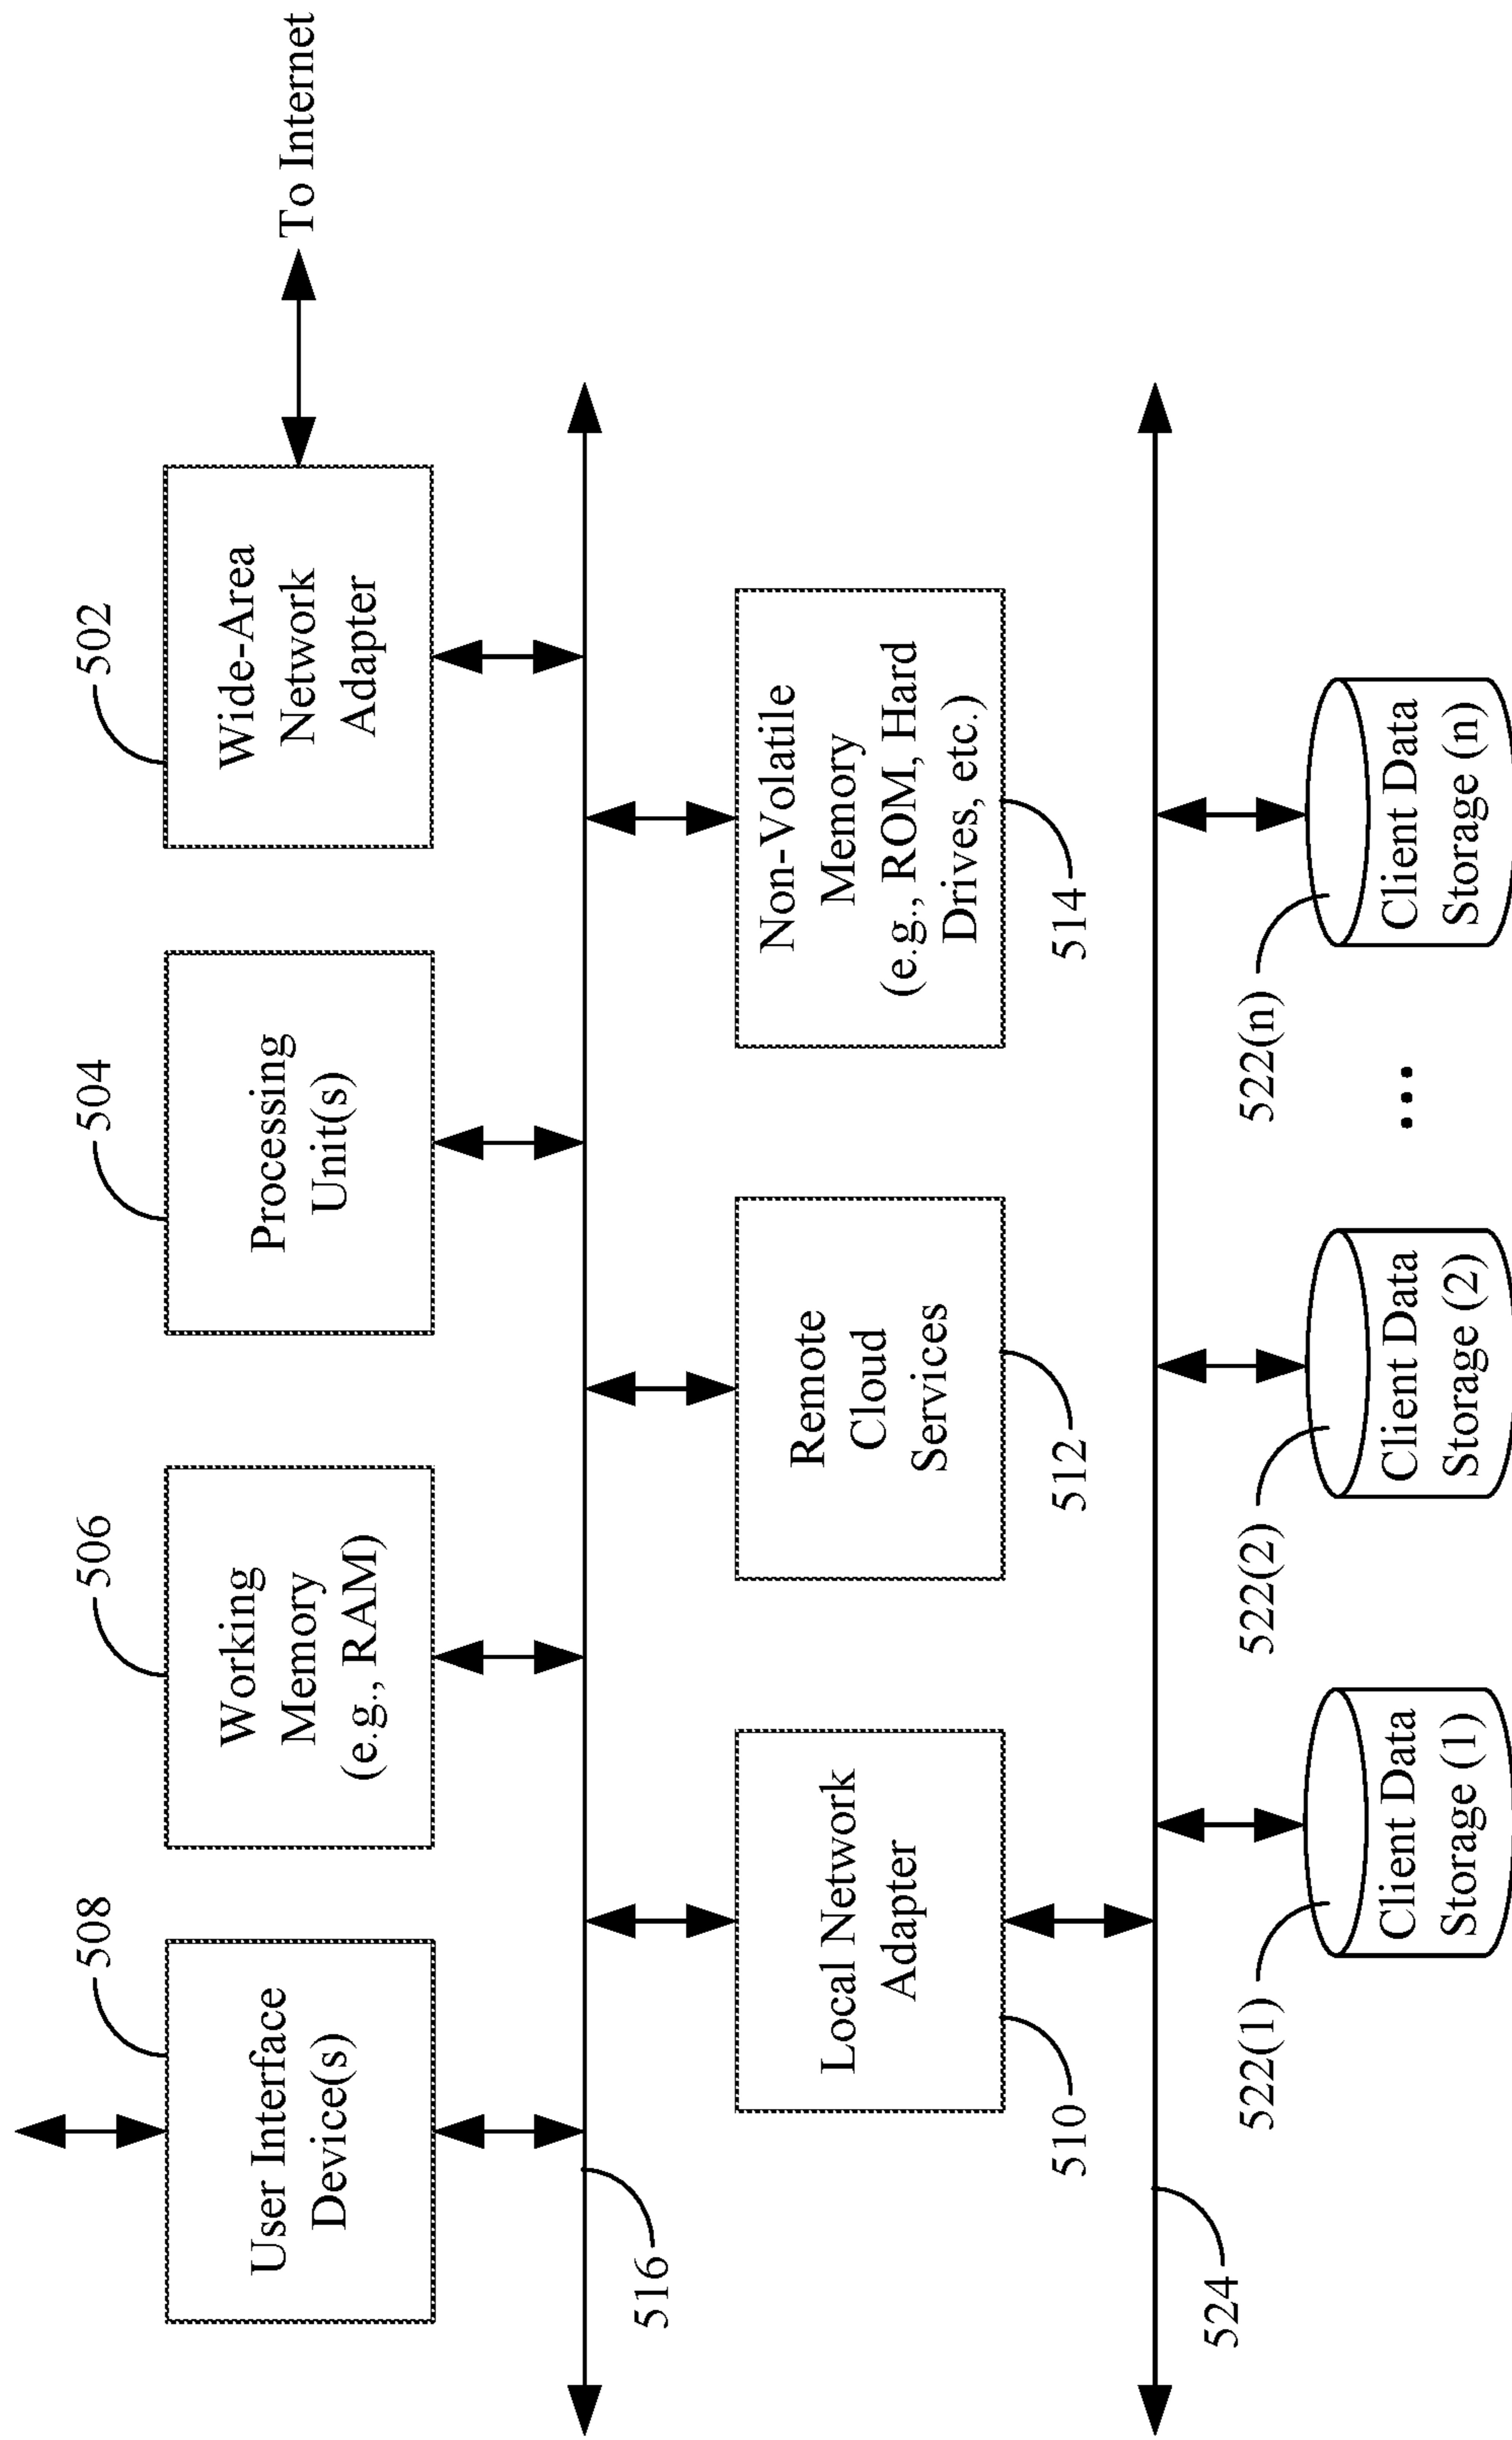 508
506
504
502
User Interface
Device(s)
Working
Memory
(e.g., RAM)
Processing
Unit(s)
Wide-Area
Network
Adapter
To Internet
516
Local Network
Adapter
Remote
Cloud
Services
Non-Volatile
Memory
(e.g., ROM, Hard
Drives, etc.)
510
512
514
524
522(1)
522(2)
522(n)
Client Data
Storage (1)
Client Data
Storage (2)
...
Client Data
Storage (n)